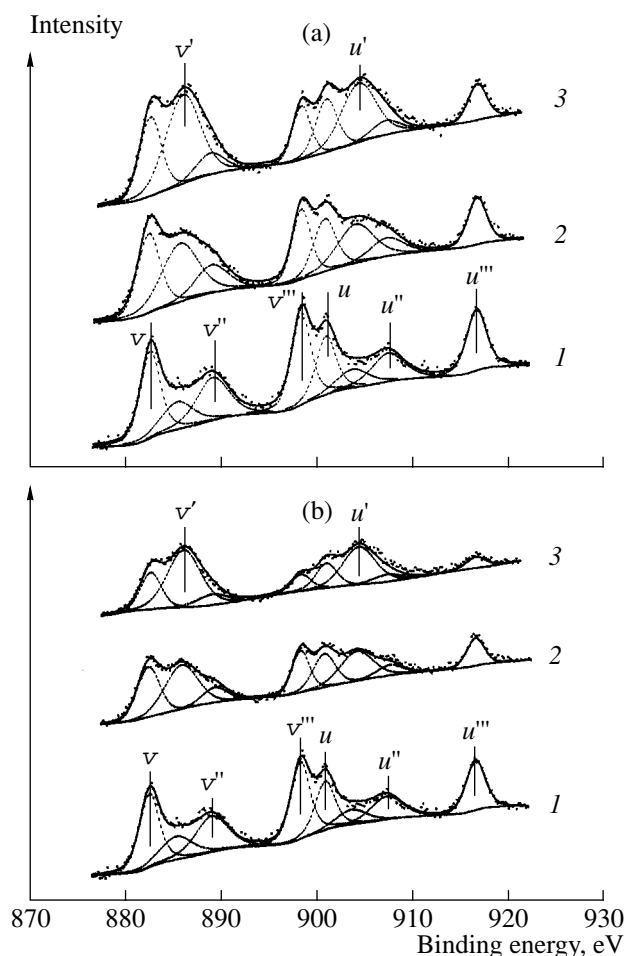 Intensity
(a)
v' u'
3
2
v''' u u'' u'''
v v''
1
(b)
v' u'
3
2
v''' u u'' u'''
v v''
1
870 880 890 900 910 920 930
Binding energy, eV